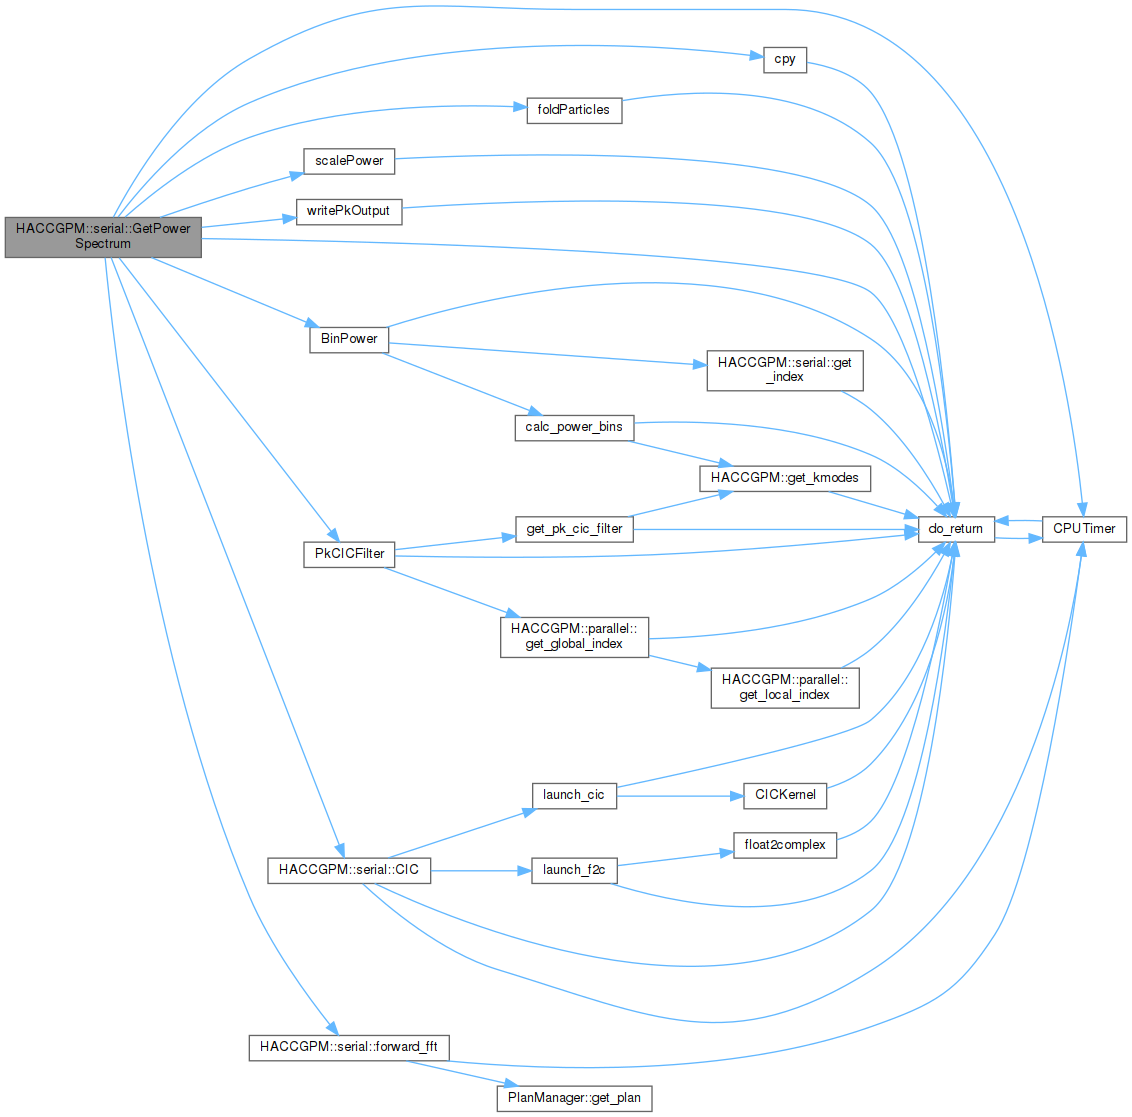 cpy
foldParticles
scalePower
writePkOutput
HACCGPM::serial::GetPower
Spectrum
BinPower
HACCGPM::serial::get
_index
calc_power_bins
HACCGPM::get_kmodes
get_pk_cic_filter
do_return
CPUTimer
PkCICFilter
HACCGPM::parallel::
get_global_index
HACCGPM::parallel::
get_local_index
launch_cic
CICKernel
float2complex
HACCGPM::serial::CIC
launch_f2c
HACCGPM::serial::forward_fft
PlanManager::get_plan